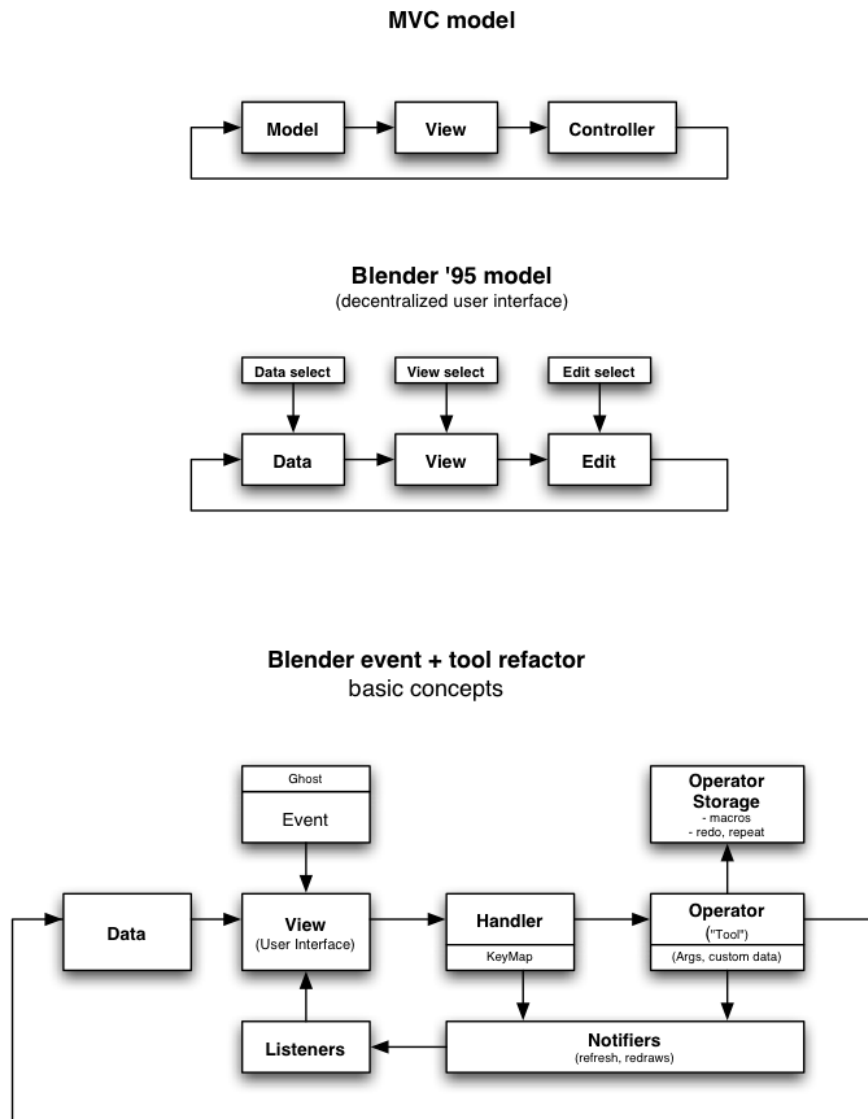 MVC model
Model
View
Controller
Blender '95 model
(decentralized user interface)
Data select
View select
Edit select
Data
View
Edit
Blender event + tool refactor
basic concepts
Ghost
Event
Operator
Storage
- macros
- redo, repeat
Data
View
(User Interface)
Handler
KeyMap
Operator
("Tool")
(Args, custom data)
Listeners
Notifiers
(refresh, redraws)